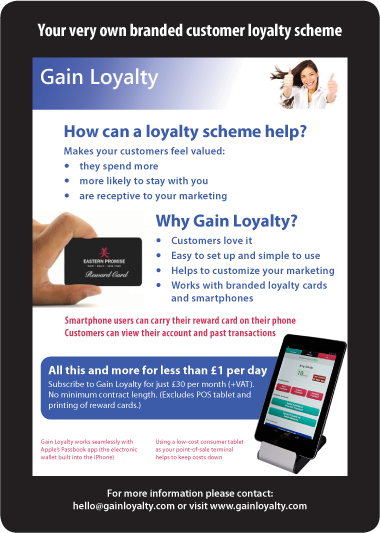 Your very own branded customer loyalty scheme
Gain Loyalty
How can a loyalty scheme help?
Makes your customers feel valued:
• they spend more
• more likely to stay with you
• are receptive to your marketing
Why Gain Loyalty?
• Customers love it
• Easy to set up and simple to use
• Helps to customize your marketing
• Works with branded loyalty cards
and smartphones
EASTERN PROMISE
Reward Card
Smartphone users can carry their reward card on their phone
Customers can view their account and past transactions
All this and more for less than £1 per day
Subscribe to Gain Loyalty for just £30 per month (+VAT).
No minimum contract length. (Excludes POS tablet and
printing of reward cards.)
Gain Loyalty works seamlessly with
Apple's Passbook app (the electronic
wallet built into the iPhone)
Using a low-cost consumer tablet
as your point-of-sale terminal
helps to keep costs down
For more information please contact:
hello@gainloyalty.com or visit www.gainloyalty.com